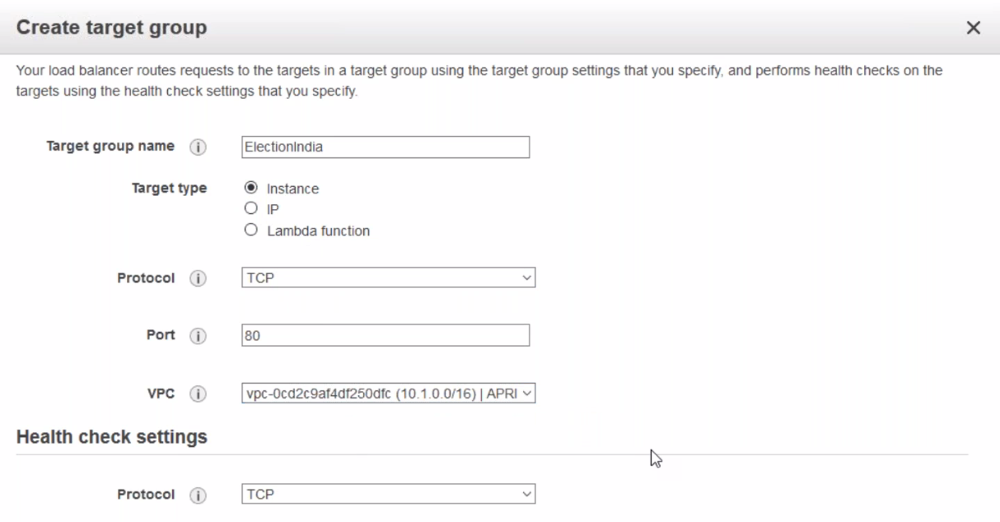 Create target group
Your load balancer routes requests to the targets in a target group using the target group settings that you specify, and performs health checks on the
targets using the health check settings that you specify.
Target group name i ElectionIndia
Target type Instance
IP
Lambda function
Protocol i TCP
Port i 80
VPC i vpc-0cd2c9af4df250dfc (10.1.0.0/16) | APRI
Health check settings
Protocol i TCP